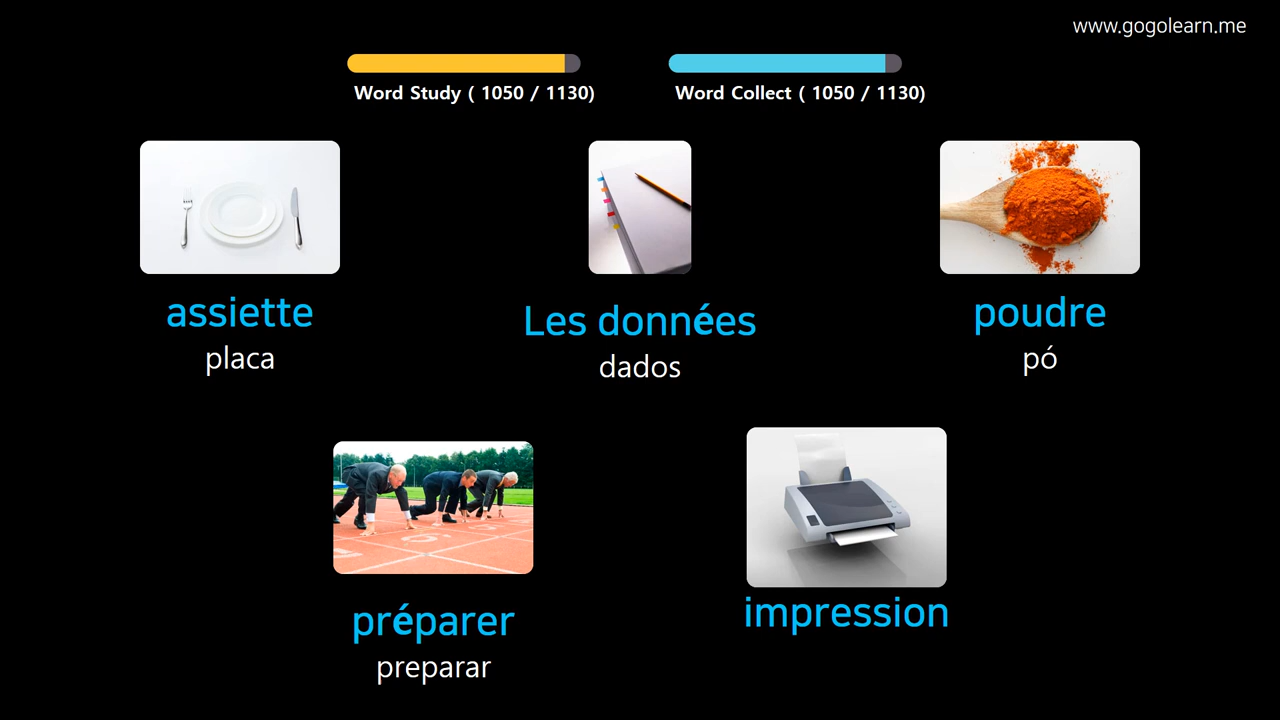 www.gogolearn.me
Word Study ( 1050 / 1130)
Word Collect ( 1050 / 1130)
assiette
placa
Les données
dados
poudre
pó
préparer
preparar
impression